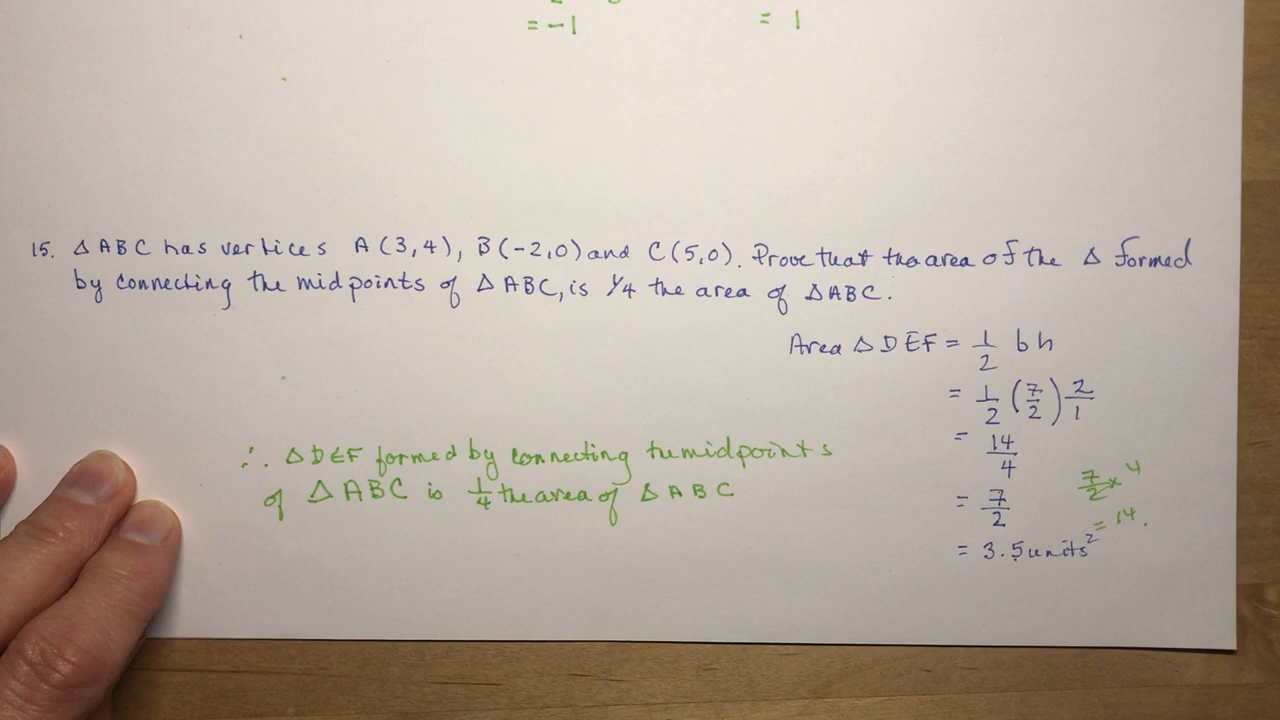 = -1
= 1
15. △ ABC has vertices A (3,4), B(-2,0) and C(5,0). Prove that the area of the △ formed
by connecting the midpoints of △ ABC, is 1/4 the area of △ABC.
Area △ DEF = 1/2 bh
= 1/2 (7/2) 2/1
= 14/4
= 7/2
= 3.5 units²
7/2 × 4
= 14.
∴ △ DEF formed by connecting the midpoints
of △ ABC is 1/4 the area of △ ABC